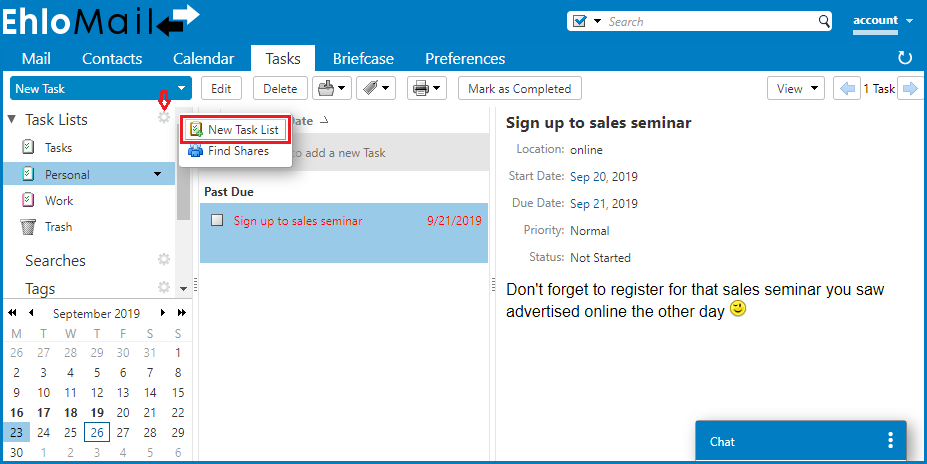 EhloMail
Search
account
Mail Contacts Calendar Tasks Briefcase Preferences
New Task
Edit
Delete
Mark as Completed
View
1 Task
Task Lists
Tasks
Personal
Work
Trash
Searches
Tags
New Task List
Find Shares
Date
to add a new Task
Past Due
Sign up to sales seminar 9/21/2019
Sign up to sales seminar
Location: online
Start Date: Sep 20, 2019
Due Date: Sep 21, 2019
Priority: Normal
Status: Not Started
Don't forget to register for that sales seminar you saw
advertised online the other day
September 2019
M T W T F S S
26 27 28 29 30 31 1
2 3 4 5 6 7 8
9 10 11 12 13 14 15
16 17 18 19 20 21 22
23 24 25 26 27 28 29
30 1 2 3 4 5 6
Chat